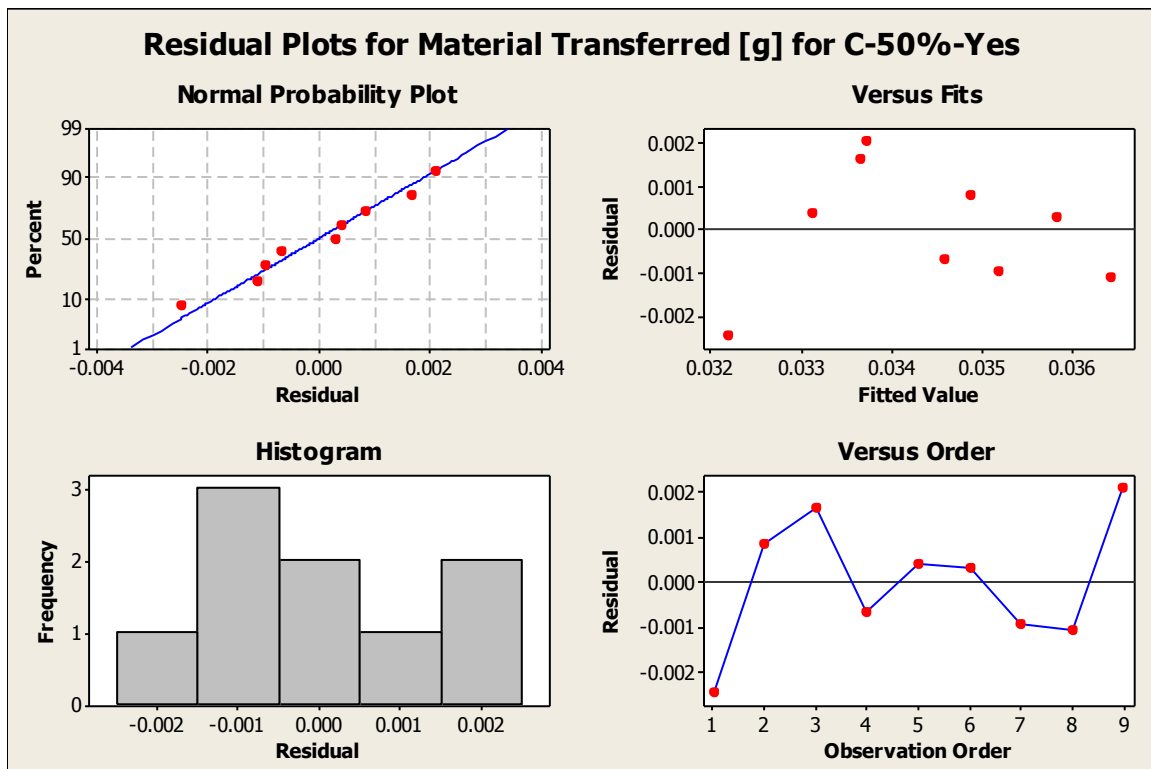 Residual Plots for Material Transferred [g] for C-50%-Yes
Normal Probability Plot
Percent
99
90
50
10
1
-0.004 -0.002 0.000 0.002 0.004
Residual
Versus Fits
Residual
0.002
0.001
0.000
-0.001
-0.002
0.032 0.033 0.034 0.035 0.036
Fitted Value
Histogram
Frequency
3
2
1
0
-0.002 -0.001 0.000 0.001 0.002
Residual
Versus Order
Residual
0.002
0.001
0.000
-0.001
-0.002
1 2 3 4 5 6 7 8 9
Observation Order